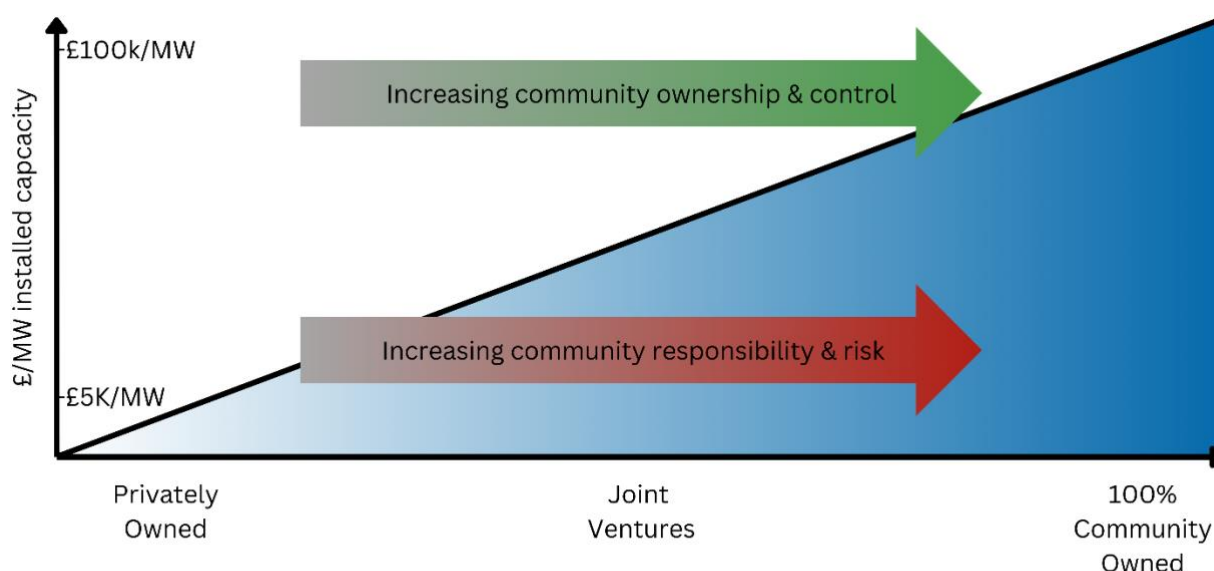 £100k/MW
Increasing community ownership & control
£/MW installed capcacity
Increasing community responsibility & risk
£5K/MW
Privately
Owned
Joint
Ventures
100%
Community
Owned